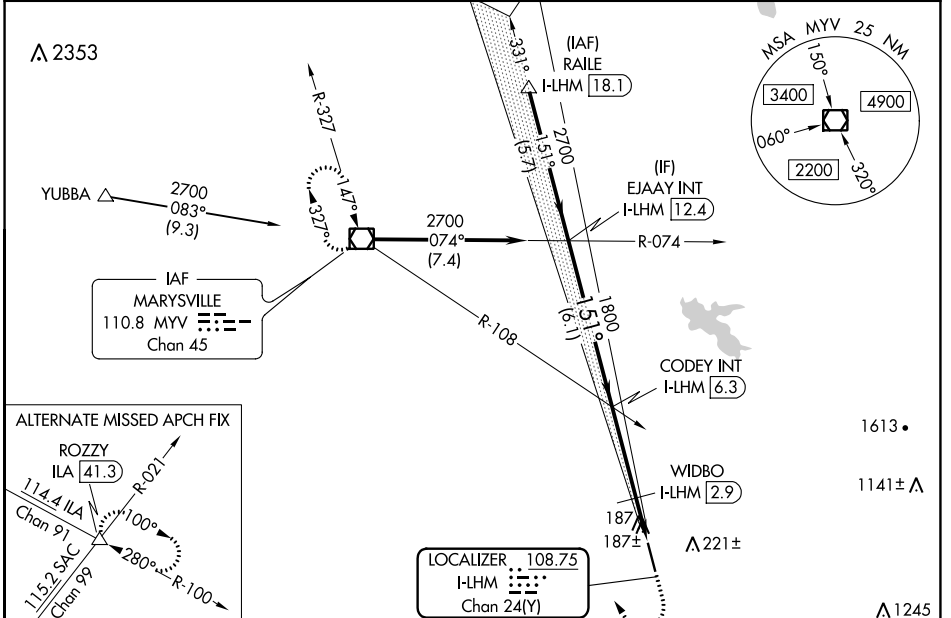 2353
(IAF)
RAILE
I-LHM 18.1
331°
2700
151°
(5.7)
MSA MYV 25 NM
150°
3400
4900
060°
2200
320°
R-327
147°
327°
YUBBA
2700
083°
(9.3)
2700
074°
(7.4)
(IF)
EJAAY INT
I-LHM 12.4
R-074
IAF
MARYSVILLE
110.8 MYV
Chan 45
R-108
1800
151°
(6.1)
CODEY INT
I-LHM 6.3
1613
1141±
WIDBO
I-LHM 2.9
187
187±
221±
ALTERNATE MISSED APCH FIX
ROZZY
ILA 41.3
R-021
114.4 ILA
Chan 91
100°
280°
R-100
115.2 SAC
Chan 99
LOCALIZER 108.75
I-LHM
Chan 24(Y)
1245